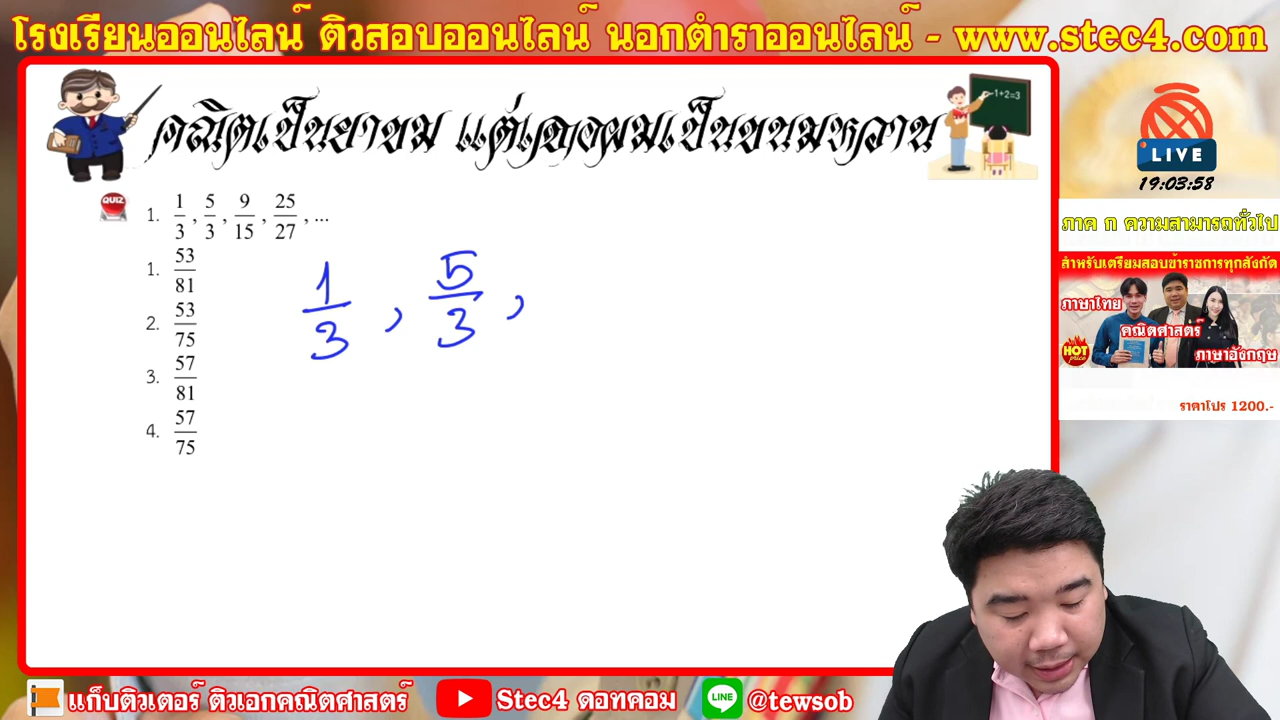 โรงเรียนออนไลน์ ติวสอบออนไลน์ นอกตำราออนไลน์ - www.stec4.com
คณิตเป็นยาขม แต่เธอผมเป็นขนมหวาน
-1+2=3
LIVE
19:03:58
QUIZ
1. 1/3 , 5/3 , 9/15 , 25/27 , ...
1. 53/81
2. 53/75
3. 57/81
4. 57/75
1/3 , 5/3 ,
ภาค ก ความสามารถทั่วไป
สำหรับเตรียมสอบข้าราชการทุกสังกัด
ภาษาไทย
คณิตศาสตร์
ภาษาอังกฤษ
HOT
price
ราคาโปร 1200.-
แก็บติวเตอร์ ติวเอกคณิตศาสตร์ Stec4 ดอทคอม LINE @tewsob